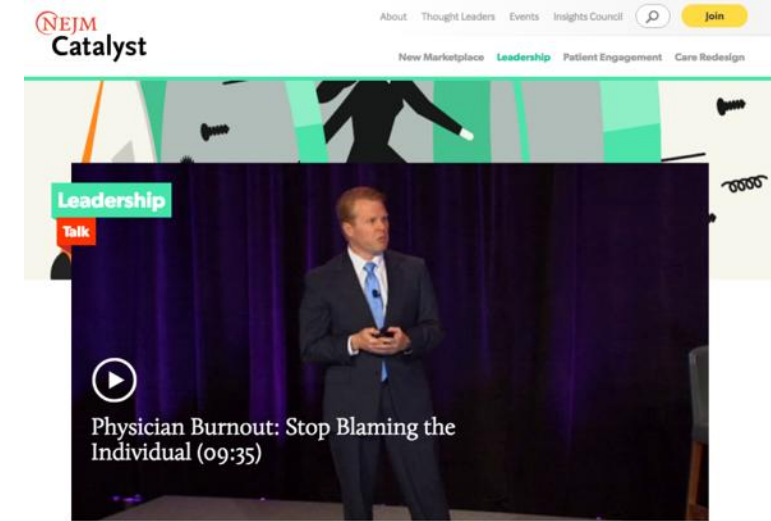 NEJM
Catalyst
About Thought Leaders Events Insights Council Join
New Marketplace Leadership Patient Engagement Care Redesign
Leadership
Talk
Physician Burnout: Stop Blaming the
Individual (09:35)